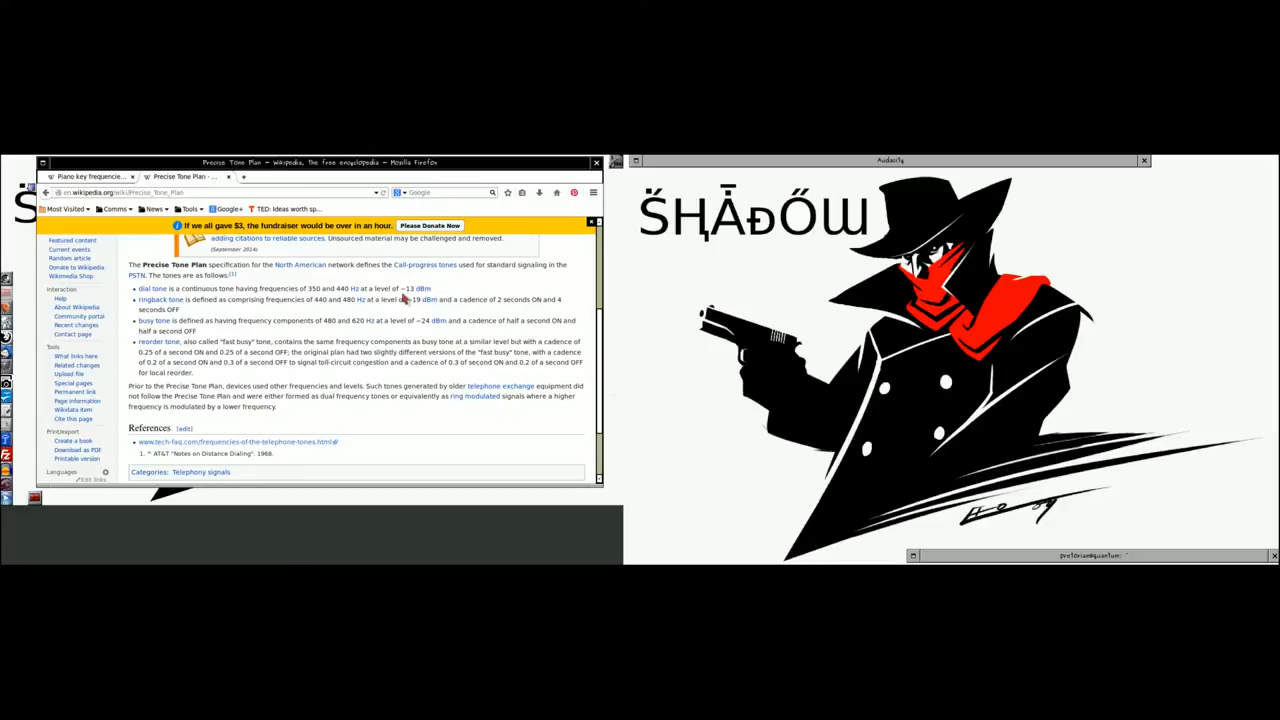 Precise Tone Plan - Wikipedia, the free encyclopedia - Mozilla Firefox
Piano key frequencie... × Precise Tone Plan - ... × +
en.wikipedia.org/wiki/Precise_Tone_Plan
Google
Most Visited Comms News Tools Google+ TED: Ideas worth sp...
If we all gave $3, the fundraiser would be over in an hour. Please Donate Now
Featured content
Current events
Random article
Donate to Wikipedia
Wikimedia Shop
Interaction
Help
About Wikipedia
Community portal
Recent changes
Contact page
Tools
What links here
Related changes
Upload file
Special pages
Permanent link
Page information
Wikidata item
Cite this page
Print/export
Create a book
Download as PDF
Printable version
Languages
Edit links
adding citations to reliable sources. Unsourced material may be challenged and removed.
(September 2014)
The Precise Tone Plan specification for the North American network defines the Call-progress tones used for standard signaling in the
PSTN. The tones are as follows:[1]
• dial tone is a continuous tone having frequencies of 350 and 440 Hz at a level of −13 dBm
• ringback tone is defined as comprising frequencies of 440 and 480 Hz at a level of −19 dBm and a cadence of 2 seconds ON and 4
seconds OFF
• busy tone is defined as having frequency components of 480 and 620 Hz at a level of −24 dBm and a cadence of half a second ON and
half a second OFF
• reorder tone, also called "fast busy" tone, contains the same frequency components as busy tone at a similar level but with a cadence of
0.25 of a second ON and 0.25 of a second OFF; the original plan had two slightly different versions of the "fast busy" tone, with a cadence
of 0.2 of a second ON and 0.3 of a second OFF to signal toll-circuit congestion and a cadence of 0.3 of second ON and 0.2 of a second OFF
for local reorder.
Prior to the Precise Tone Plan, devices used other frequencies and levels. Such tones generated by older telephone exchange equipment did
not follow the Precise Tone Plan and were either formed as dual frequency tones or equivalently as ring modulated signals where a higher
frequency is modulated by a lower frequency.
References [edit]
• www.tech-faq.com/frequencies-of-the-telephone-tones.html
1. ^ AT&T "Notes on Distance Dialing". 1968.
Categories: Telephony signals
Audacity
pretorian@quantum: ~